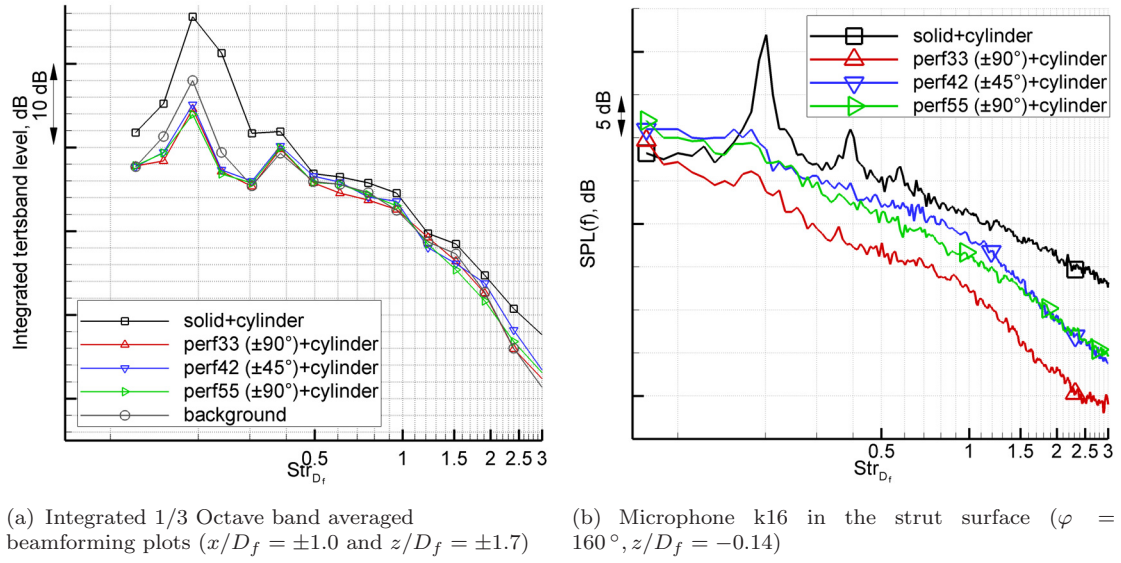 Integrated tertsband level, dB
10 dB
solid+cylinder
perf33 (±90°)+cylinder
perf42 (±45°)+cylinder
perf55 (±90°)+cylinder
background
0.5 1 1.5 2 2.5 3
Str_{D_f}
(a) Integrated 1/3 Octave band averaged
beamforming plots (x/D_f = ±1.0 and z/D_f = ±1.7)
SPL(f), dB
5 dB
solid+cylinder
perf33 (±90°)+cylinder
perf42 (±45°)+cylinder
perf55 (±90°)+cylinder
0.5 1 1.5 2 2.5 3
Str_{D_f}
(b) Microphone k16 in the strut surface (φ =
160°, z/D_f = −0.14)